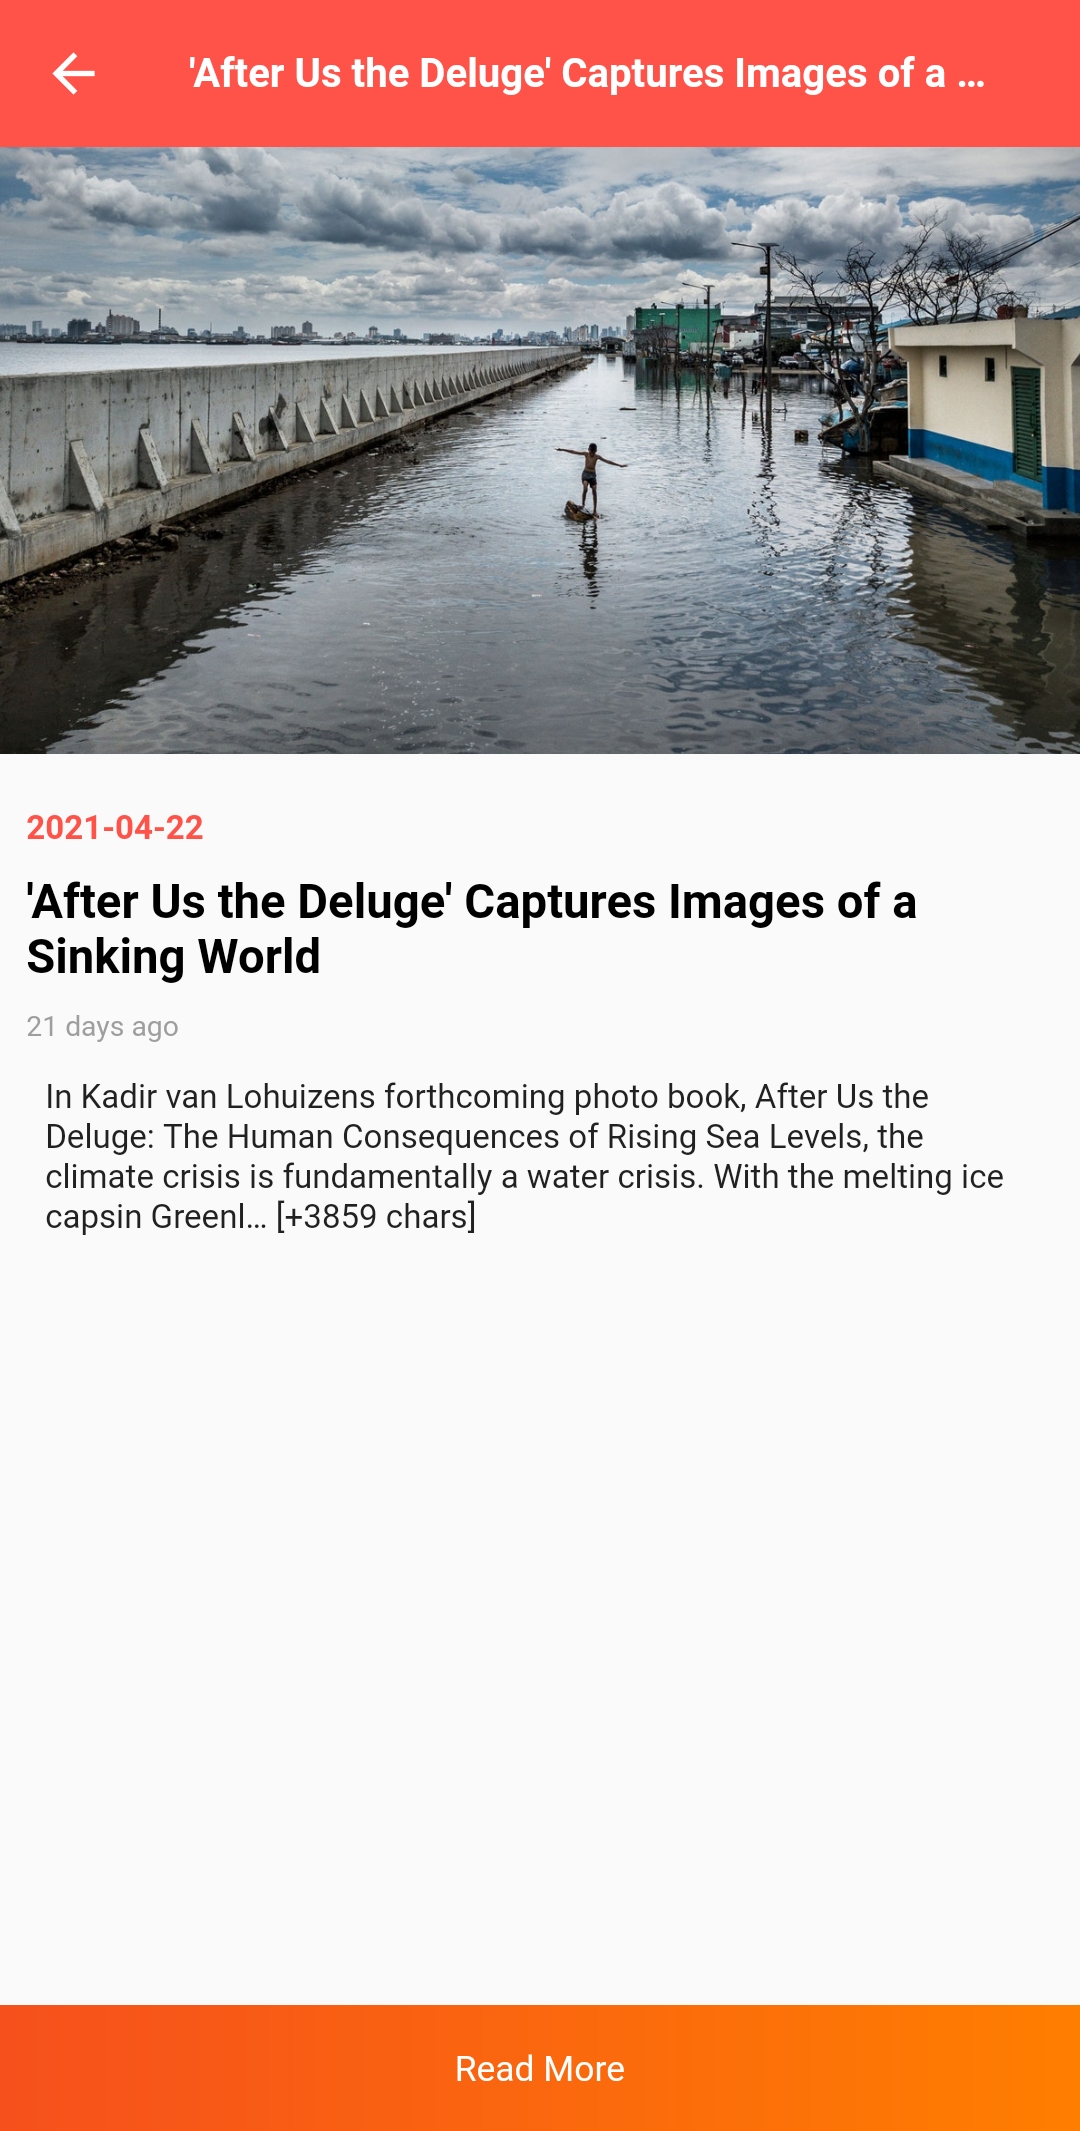 'After Us the Deluge' Captures Images of a ...
2021-04-22
'After Us the Deluge' Captures Images of a
Sinking World
21 days ago
In Kadir van Lohuizens forthcoming photo book, After Us the
Deluge: The Human Consequences of Rising Sea Levels, the
climate crisis is fundamentally a water crisis. With the melting ice
capsin Greenl… [+3859 chars]
Read More